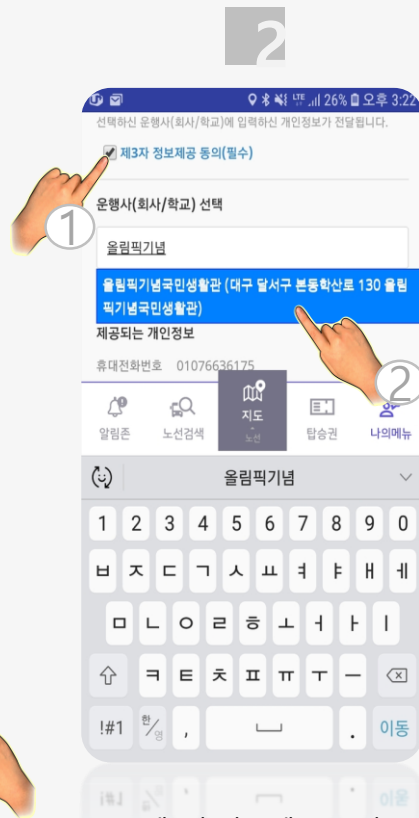 2
26% 오후 3:22
선택하신 운행사(회사/학교)에 입력하신 개인정보가 전달됩니다.
제3자 정보제공 동의(필수)
1
운행사(회사/학교) 선택
올림픽기념
올림픽기념국민생활관 (대구 달서구 본동학산로 130 올림
픽기념국민생활관)
제공되는 개인정보
휴대전화번호 01076636175
2
알림존 노선검색 지도 탑승권 나의메뉴
노선
올림픽기념
1 2 3 4 5 6 7 8 9 0
ㅂ ㅈ ㄷ ㄱ ㅅ ㅛ ㅕ ㅑ ㅐ ㅔ
ㅁ ㄴ ㅇ ㄹ ㅎ ㅗ ㅓ ㅏ ㅣ
ㅋ ㅌ ㅊ ㅍ ㅠ ㅜ ㅡ
!#1 한/영 , . 이동